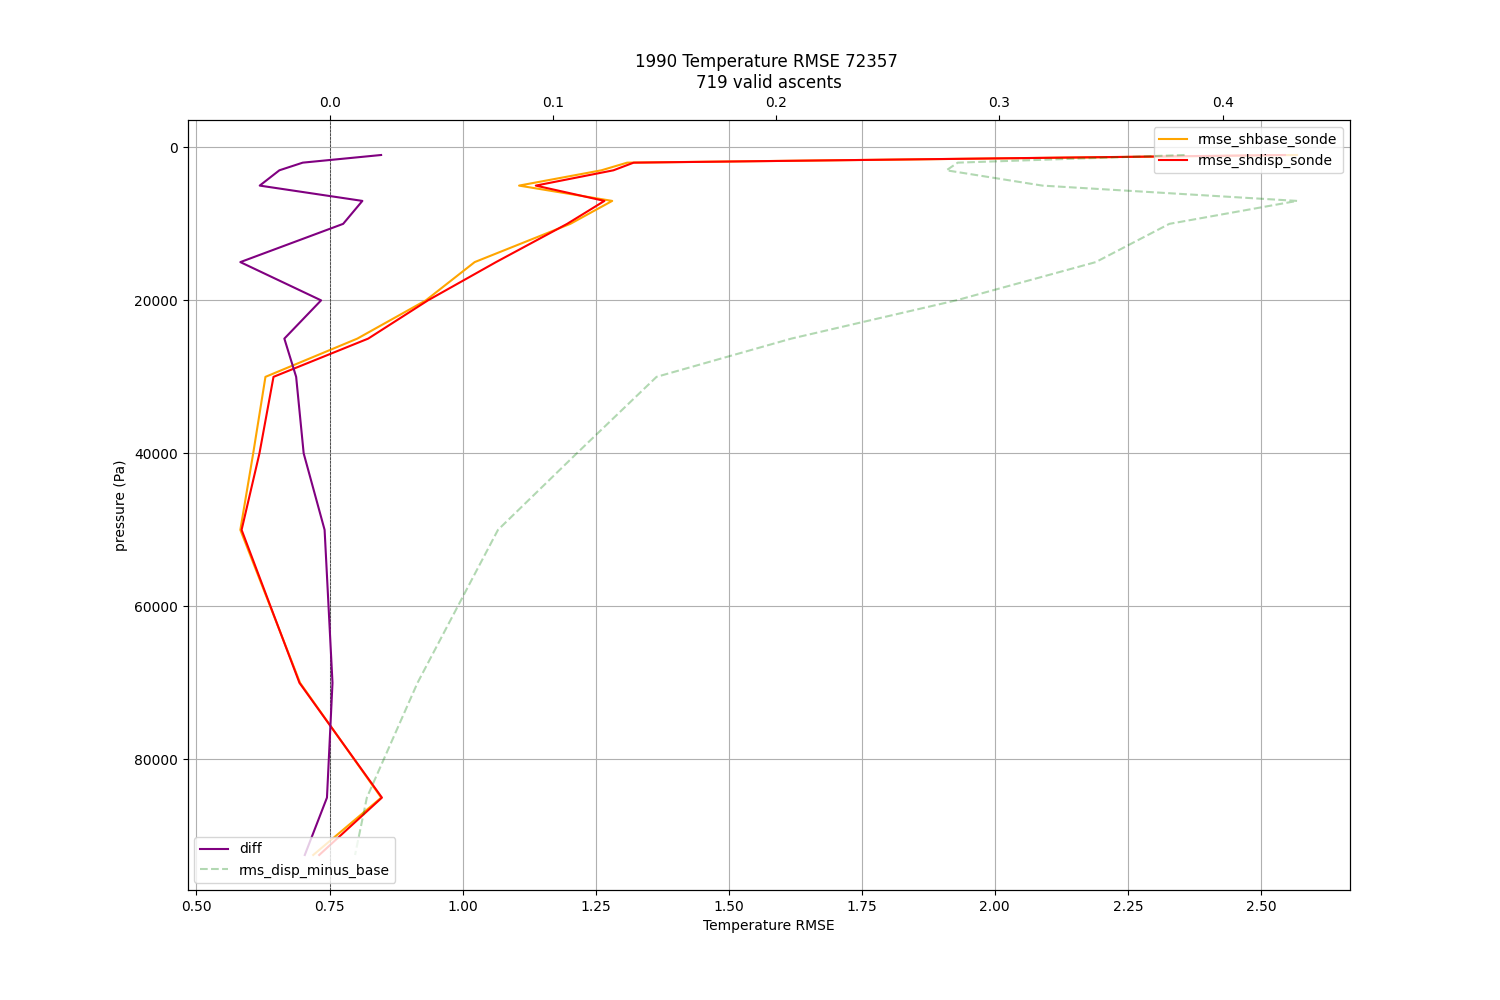 1990 Temperature RMSE 72357
719 valid ascents
0.0 0.1 0.2 0.3 0.4
rmse_shbase_sonde
rmse_shdisp_sonde
0
20000
40000
60000
80000
pressure (Pa)
diff
rms_disp_minus_base
0.50 0.75 1.00 1.25 1.50 1.75 2.00 2.25 2.50
Temperature RMSE